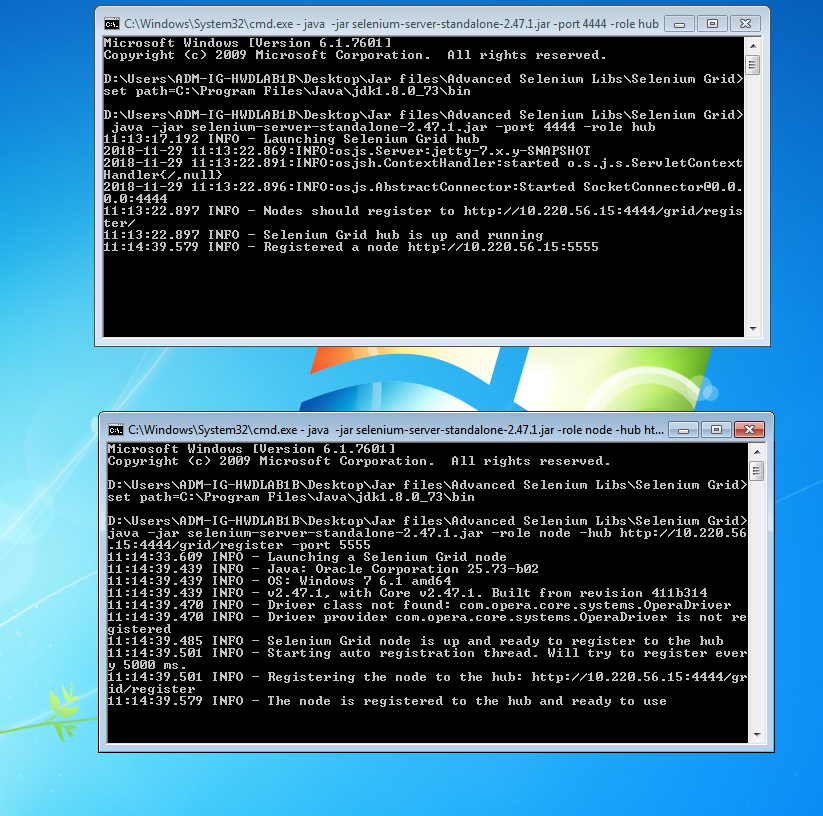 C:\Windows\System32\cmd.exe - java  -jar selenium-server-standalone-2.47.1.jar -port 4444 -role hub
Microsoft Windows [Version 6.1.7601]
Copyright (c) 2009 Microsoft Corporation.  All rights reserved.
D:\Users\ADM-IG-HWDLAB1B\Desktop\Jar files\Advanced Selenium Libs\Selenium Grid>
set path=C:\Program Files\Java\jdk1.8.0_73\bin
D:\Users\ADM-IG-HWDLAB1B\Desktop\Jar files\Advanced Selenium Libs\Selenium Grid>
java -jar selenium-server-standalone-2.47.1.jar -port 4444 -role hub
11:13:17.192 INFO - Launching Selenium Grid hub
2018-11-29 11:13:22.869:INFO:osjs.Server:jetty-7.x.y-SNAPSHOT
2018-11-29 11:13:22.891:INFO:osjsh.ContextHandler:started o.s.j.s.ServletContext
Handler{/,null}
2018-11-29 11:13:22.896:INFO:osjs.AbstractConnector:Started SocketConnector@0.0.
0.0:4444
11:13:22.897 INFO - Nodes should register to http://10.220.56.15:4444/grid/regis
ter/
11:13:22.897 INFO - Selenium Grid hub is up and running
11:14:39.579 INFO - Registered a node http://10.220.56.15:5555
C:\Windows\System32\cmd.exe - java  -jar selenium-server-standalone-2.47.1.jar -role node -hub ht...
Microsoft Windows [Version 6.1.7601]
Copyright (c) 2009 Microsoft Corporation.  All rights reserved.
D:\Users\ADM-IG-HWDLAB1B\Desktop\Jar files\Advanced Selenium Libs\Selenium Grid>
set path=C:\Program Files\Java\jdk1.8.0_73\bin
D:\Users\ADM-IG-HWDLAB1B\Desktop\Jar files\Advanced Selenium Libs\Selenium Grid>
java -jar selenium-server-standalone-2.47.1.jar -role node -hub http://10.220.56
.15:4444/grid/register -port 5555
11:14:33.609 INFO - Launching a Selenium Grid node
11:14:39.439 INFO - Java: Oracle Corporation 25.73-b02
11:14:39.439 INFO - OS: Windows 7 6.1 amd64
11:14:39.439 INFO - v2.47.1, with Core v2.47.1. Built from revision 411b314
11:14:39.470 INFO - Driver class not found: com.opera.core.systems.OperaDriver
11:14:39.470 INFO - Driver provider com.opera.core.systems.OperaDriver is not re
gistered
11:14:39.485 INFO - Selenium Grid node is up and ready to register to the hub
11:14:39.501 INFO - Starting auto registration thread. Will try to register ever
y 5000 ms.
11:14:39.501 INFO - Registering the node to the hub: http://10.220.56.15:4444/gr
id/register
11:14:39.579 INFO - The node is registered to the hub and ready to use